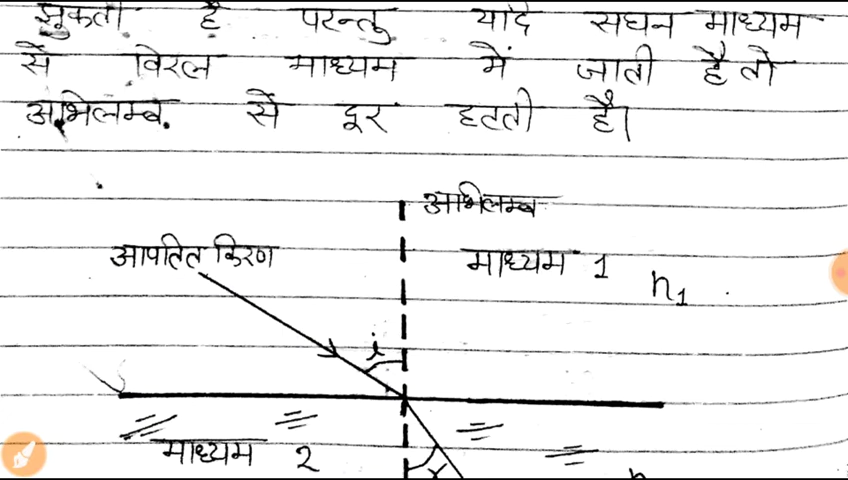 झुकती है परन्तु यदि सघन माध्यम
से विरल माध्यम में जाती है तो
अभिलम्ब से दूर हटती है।
अभिलम्ब
आपतित किरण
माध्यम 1
n₁
i
माध्यम 2
r
n